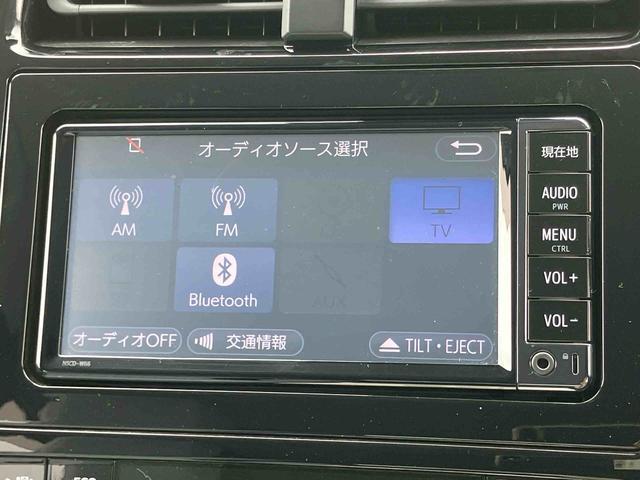 オーディオソース選択
現在地
AM
FM
TV
AUDIO
PWR
MENU
CTRL
Bluetooth
AUX
VOL+
VOL−
オーディオOFF
交通情報
TILT・EJECT
NSCD-W66